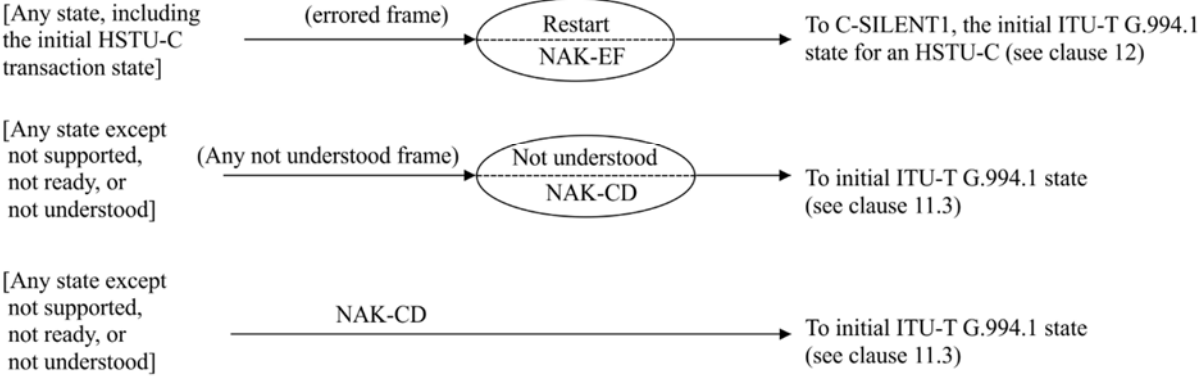 [Any state, including
the initial HSTU-C
transaction state]
(errored frame)
Restart
NAK-EF
To C-SILENT1, the initial ITU-T G.994.1
state for an HSTU-C (see clause 12)
[Any state except
not supported,
not ready, or
not understood]
(Any not understood frame)
Not understood
NAK-CD
To initial ITU-T G.994.1 state
(see clause 11.3)
[Any state except
not supported,
not ready, or
not understood]
NAK-CD
To initial ITU-T G.994.1 state
(see clause 11.3)